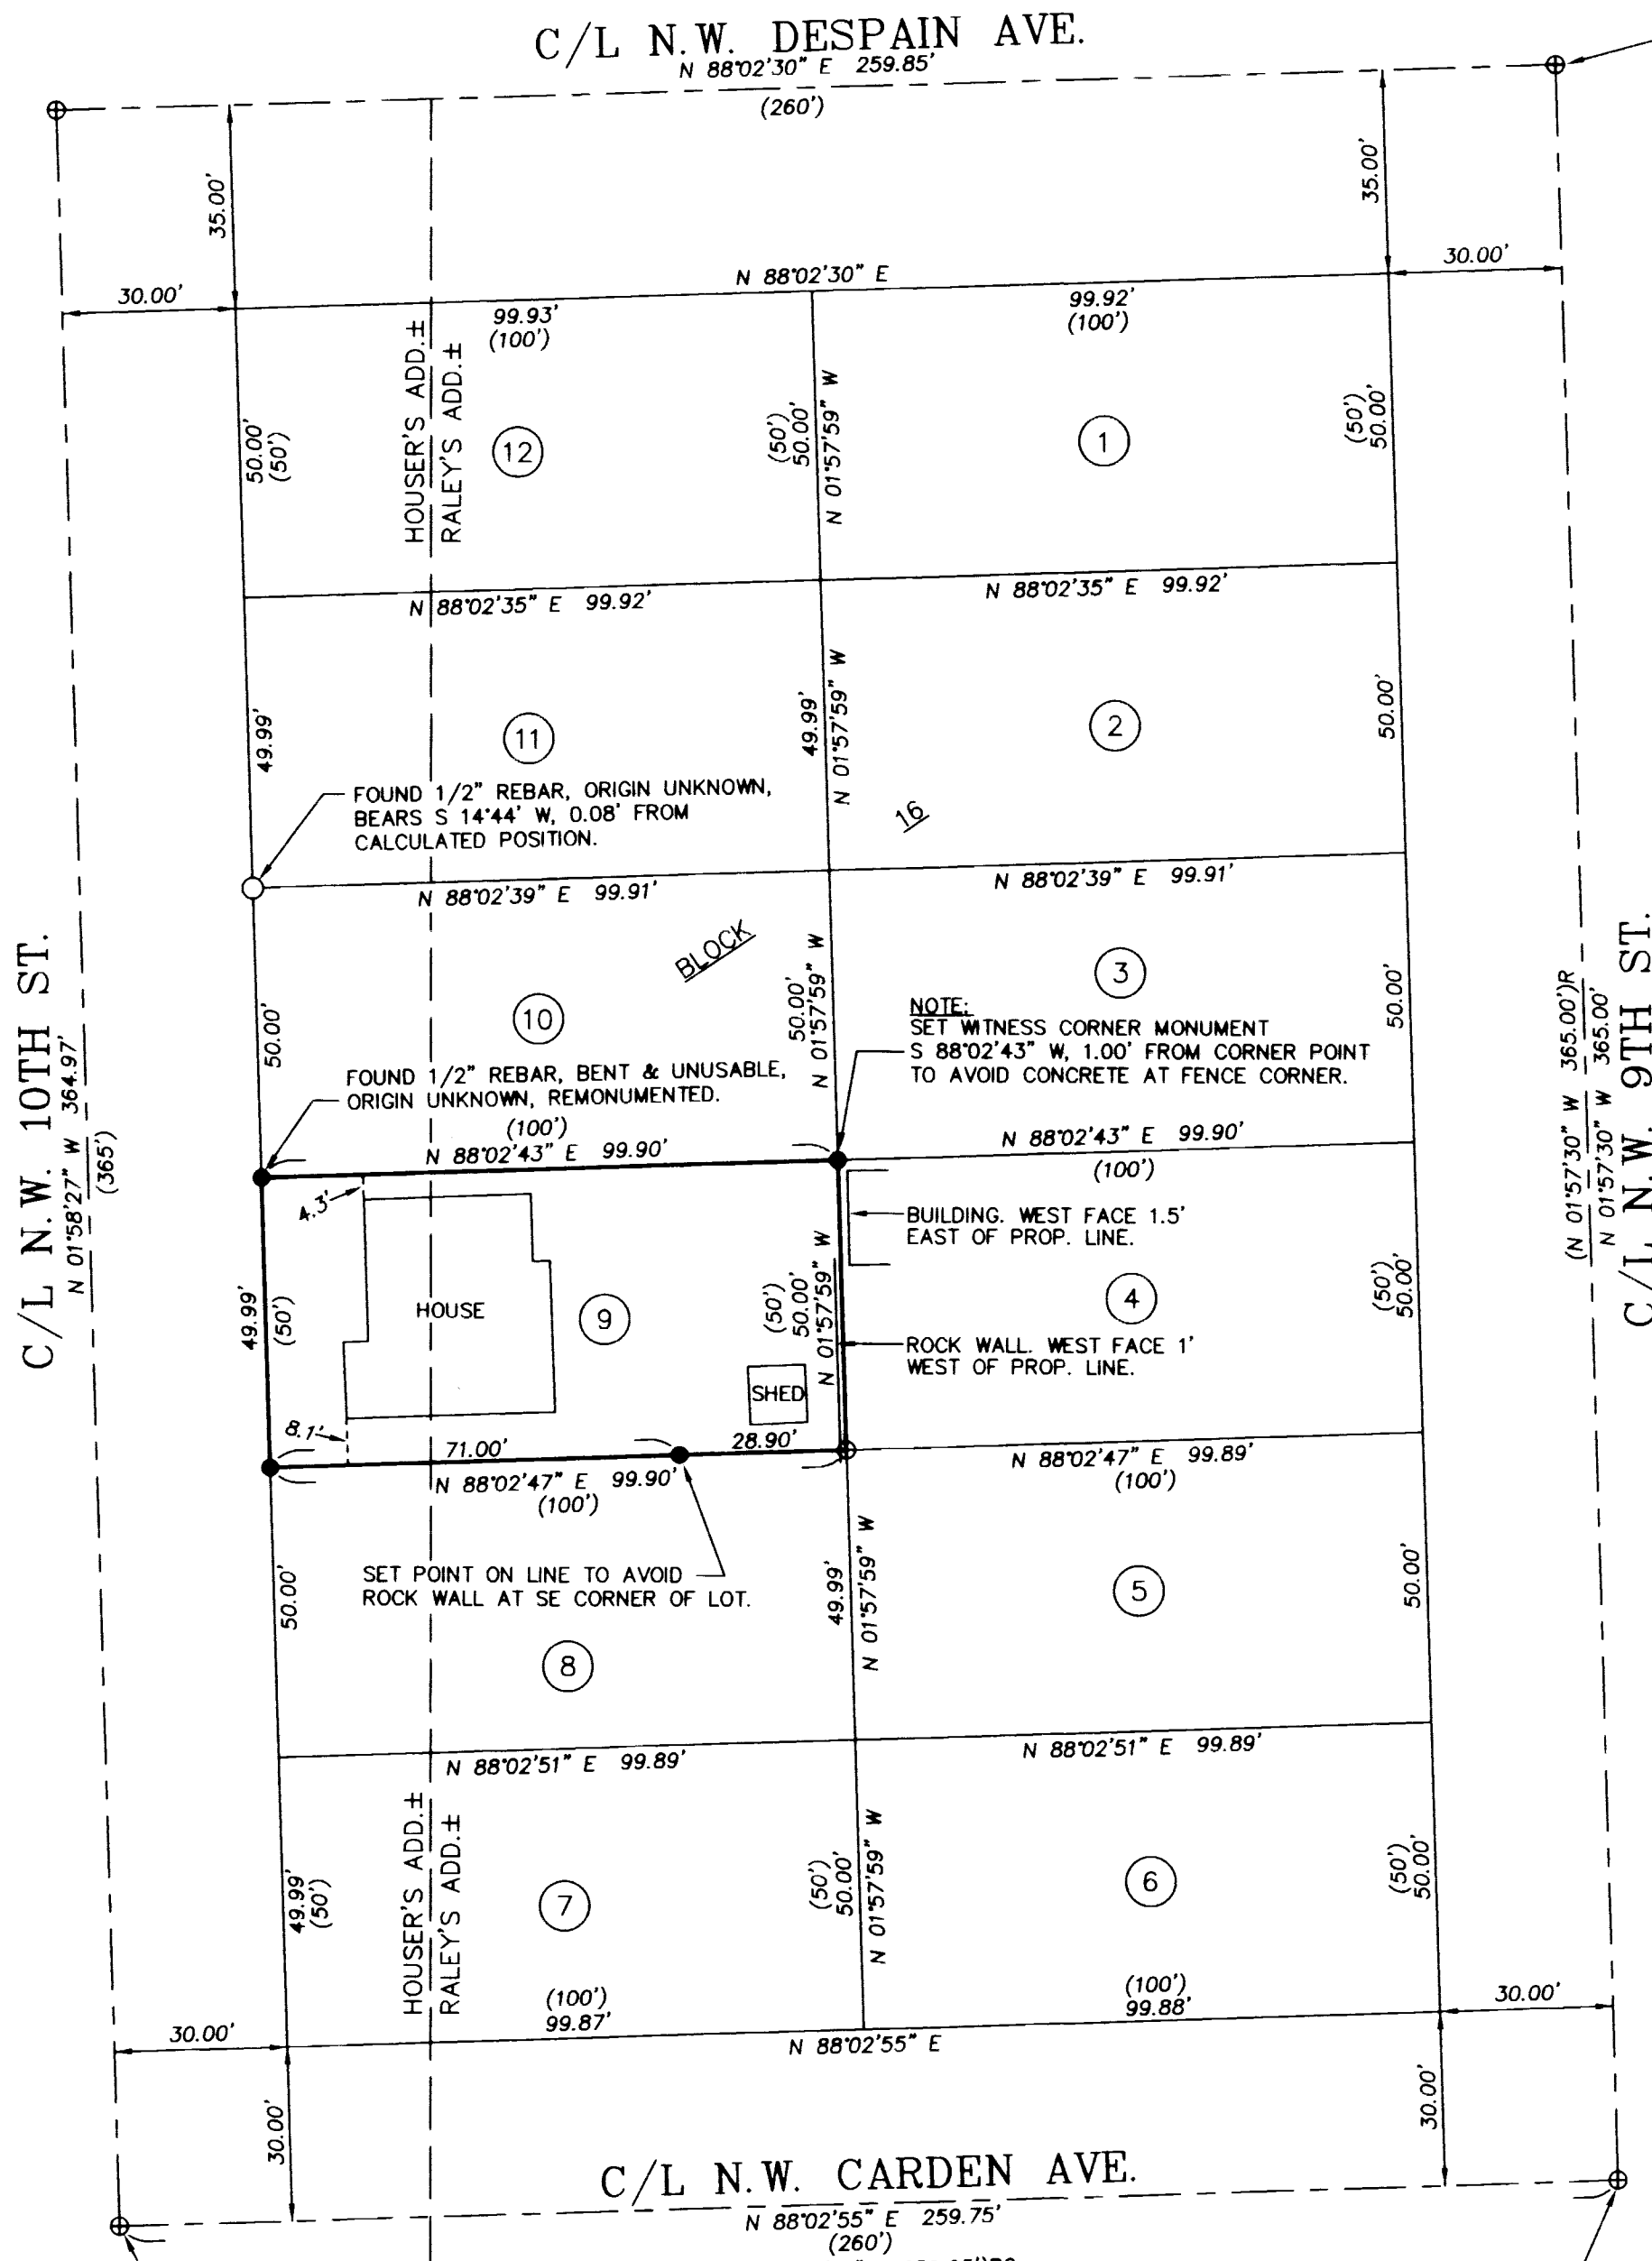 C/L N.W. DESPAIN AVE.
N 88°02'30" E 259.85'
(260')
35.00'
35.00'
30.00'
N 88°02'30" E
30.00'
99.93'
(100')
99.92'
(100')
HOUSER'S ADD.±
RALEY'S ADD.±
50.00'
(50')
12
(50')
50.00'
N 01°57'59" W
1
(50')
50.00'
N 88°02'35" E 99.92'
N 88°02'35" E 99.92'
49.99'
11
49.99'
N 01°57'59" W
2
50.00'
FOUND 1/2" REBAR, ORIGIN UNKNOWN,
BEARS S 14°44' W, 0.08' FROM
CALCULATED POSITION.
16
N 88°02'39" E 99.91'
N 88°02'39" E 99.91'
BLOCK
50.00'
10
50.00'
N 01°57'59" W
3
50.00'
NOTE:
SET WITNESS CORNER MONUMENT
S 88°02'43" W, 1.00' FROM CORNER POINT
TO AVOID CONCRETE AT FENCE CORNER.
FOUND 1/2" REBAR, BENT & UNUSABLE,
ORIGIN UNKNOWN, REMONUMENTED.
(100')
N 88°02'43" E 99.90'
N 88°02'43" E 99.90'
(100')
C/L N.W. 10TH ST.
N 01°58'27" W 364.97'
(365')
(N 01°57'30" W 365.00')R
N 01°57'30" W 365.00'
C/L N.W. 9TH ST.
4.3'
BUILDING. WEST FACE 1.5'
EAST OF PROP. LINE.
49.99'
(50')
HOUSE
9
(50')
50.00'
N 01°57'59" W
4
(50')
50.00'
ROCK WALL. WEST FACE 1'
WEST OF PROP. LINE.
SHED
8.1'
71.00'
28.90'
N 88°02'47" E 99.90'
(100')
N 88°02'47" E 99.89'
(100')
SET POINT ON LINE TO AVOID
ROCK WALL AT SE CORNER OF LOT.
50.00'
8
49.99'
N 01°57'59" W
5
50.00'
N 88°02'51" E 99.89'
N 88°02'51" E 99.89'
HOUSER'S ADD.±
RALEY'S ADD.±
49.99'
(50')
7
(50')
50.00'
N 01°57'59" W
6
(50')
50.00'
(100')
99.87'
(100')
99.88'
30.00'
N 88°02'55" E
30.00'
30.00'
30.00'
C/L N.W. CARDEN AVE.
N 88°02'55" E 259.75'
(260')